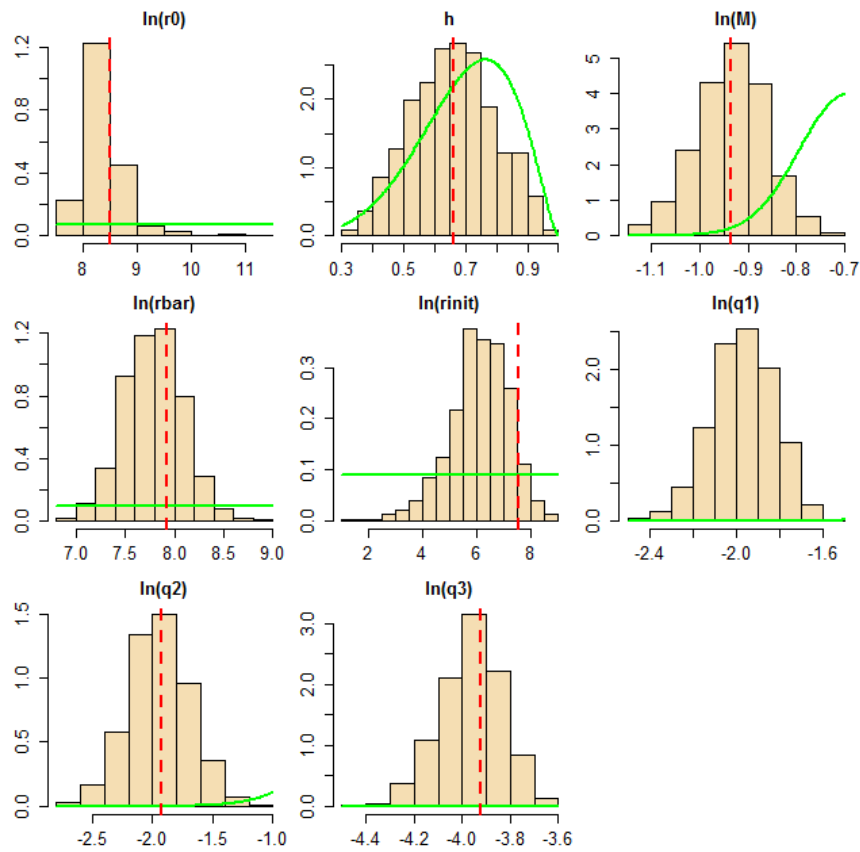 ln(r0) h ln(M)
0.0 0.4 0.8 1.2
8 9 10 11
0.0 1.0 2.0
0.3 0.5 0.7 0.9
0 1 2 3 4 5
-1.1 -1.0 -0.9 -0.8 -0.7
ln(rbar) ln(rinit) ln(q1)
0.0 0.4 0.8 1.2
7.0 7.5 8.0 8.5 9.0
0.0 0.1 0.2 0.3
2 4 6 8
0.0 1.0 2.0
-2.4 -2.0 -1.6
ln(q2) ln(q3)
0.0 0.5 1.0 1.5
-2.5 -2.0 -1.5 -1.0
0.0 1.0 2.0 3.0
-4.4 -4.2 -4.0 -3.8 -3.6